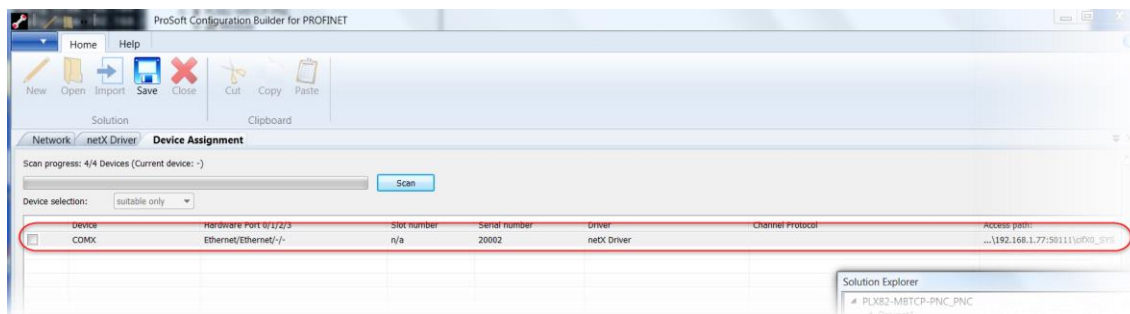 ProSoft Configuration Builder for PROFINET
Home Help
New Open Import Save Close Cut Copy Paste
Solution Clipboard
Network netX Driver Device Assignment
Scan progress: 4/4 Devices (Current device: -)
Scan
Device selection: suitable only
Device Hardware Port 0/1/2/3 Slot number Serial number Driver Channel Protocol Access path:
COMX Ethernet/Ethernet/-/- n/a 20002 netX Driver ...\192.168.1.77:50111\cifX0_SYS
Solution Explorer
PLX82-MBTCP-PNC_PNC